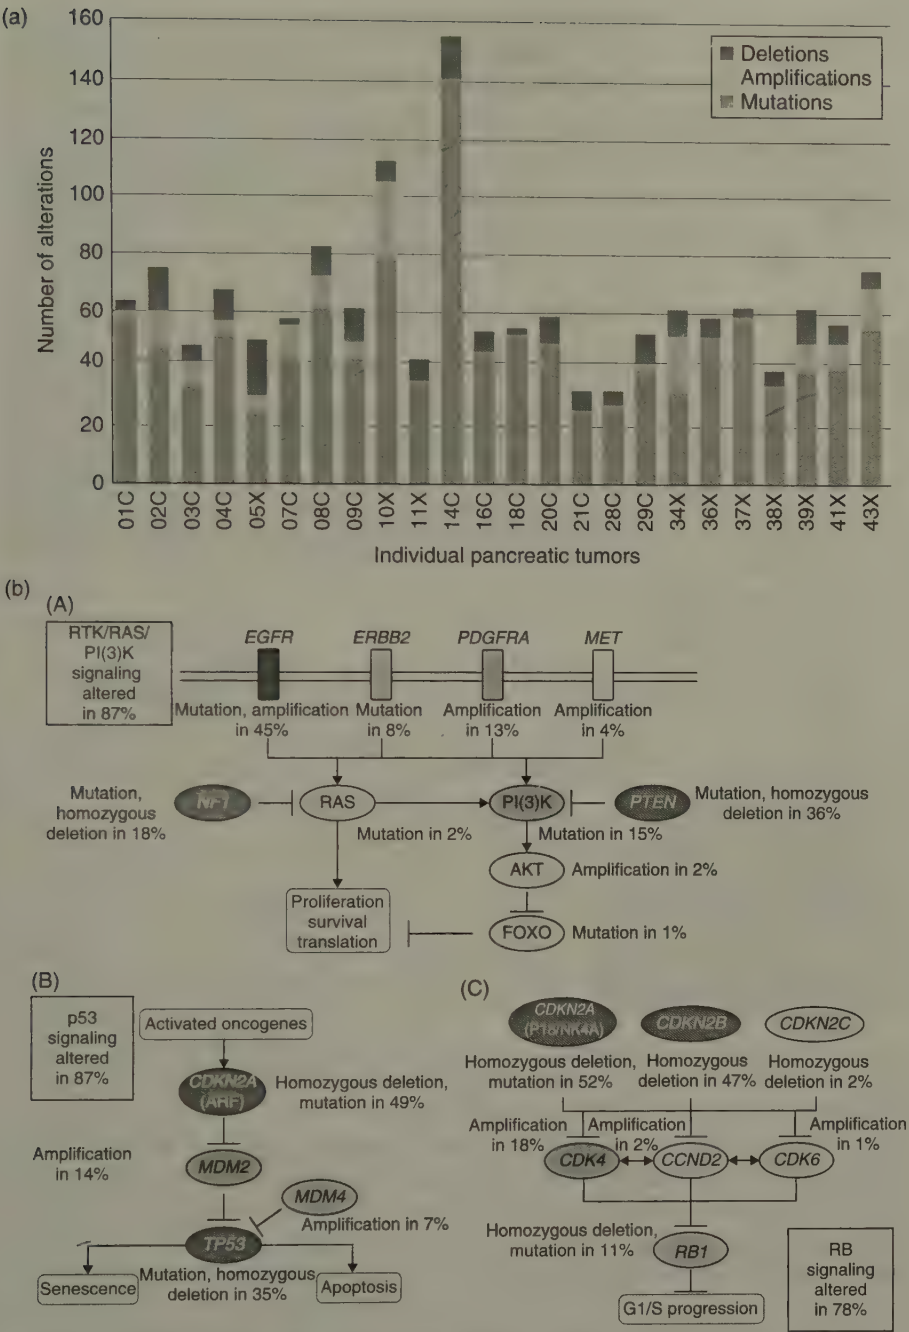 (a)
160
140
120
100
80
60
40
20
0
Number of alterations
Deletions
Amplifications
Mutations
01C 02C 03C 04C 05X 07C 08C 09C 10X 11X 14C 16C 18C 20C 21C 28C 29C 34X 36X 37X 38X 39X 41X 43X
Individual pancreatic tumors
(b)
(A)
RTK/RAS/
PI(3)K
signaling
altered
in 87%
EGFR
ERBB2
PDGFRA
MET
Mutation, amplification
in 45%
Mutation
in 8%
Amplification
in 13%
Amplification
in 4%
Mutation,
homozygous
deletion in 18%
NF1
RAS
PI(3)K
PTEN
Mutation, homozygous
deletion in 36%
Mutation in 2%
Mutation in 15%
AKT
Amplification in 2%
Proliferation
survival
translation
FOXO
Mutation in 1%
(B)
p53
signaling
altered
in 87%
Activated oncogenes
CDKN2A
(ARF)
Homozygous deletion,
mutation in 49%
Amplification
in 14%
MDM2
MDM4
Amplification in 7%
TP53
Senescence
Mutation, homozygous
deletion in 35%
Apoptosis
(C)
CDKN2A
CDKN2B
CDKN2C
Homozygous deletion,
mutation in 52%
Homozygous
deletion in 47%
Homozygous
deletion in 2%
Amplification
in 18%
Amplification
in 2%
Amplification
in 1%
CDK4
CCND2
CDK6
Homozygous deletion,
mutation in 11%
RB1
G1/S progression
RB
signaling
altered
in 78%